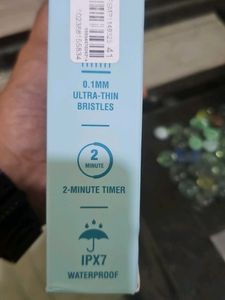 0.1MM
ULTRA-THIN
BRISTLES
2
MINUTE
2-MINUTE TIMER
IPX7
WATERPROOF